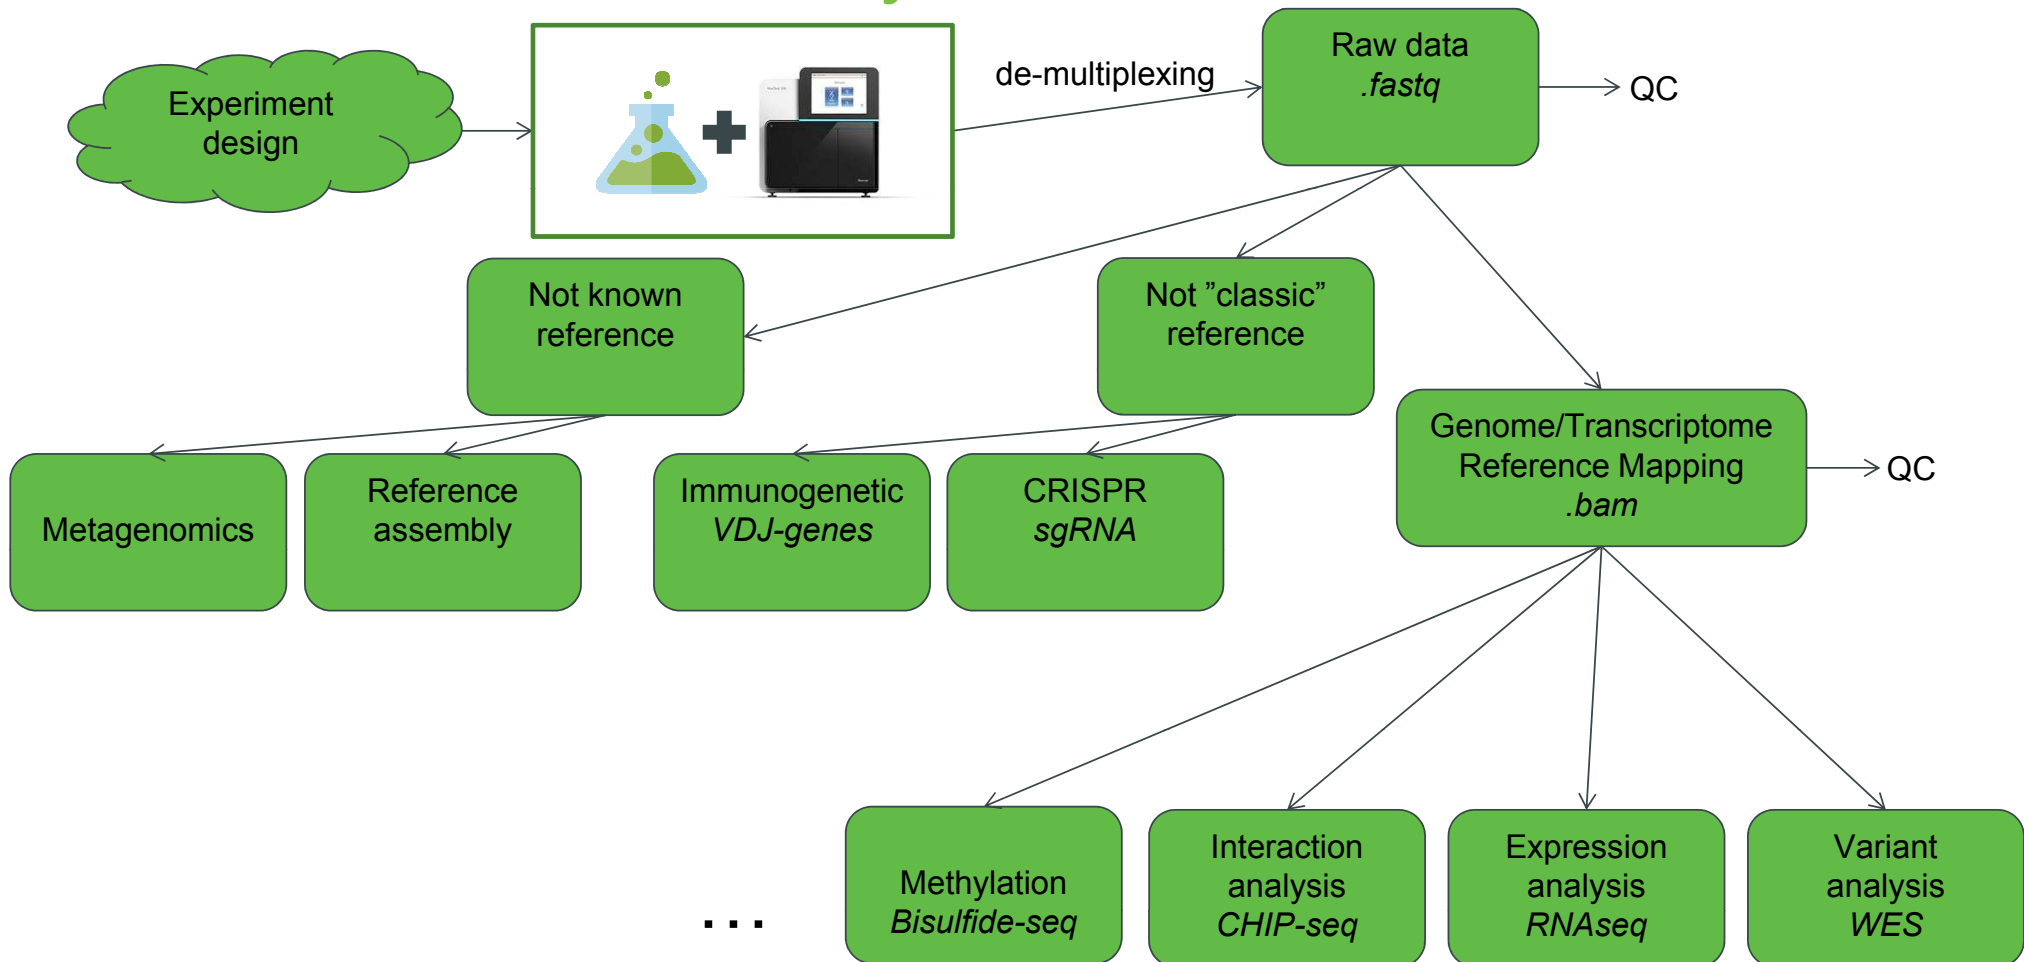 Experiment
design
de-multiplexing
Raw data
.fastq
QC
Not known
reference
Not ”classic”
reference
Genome/Transcriptome
Reference Mapping
.bam
QC
Metagenomics
Reference
assembly
Immunogenetic
VDJ-genes
CRISPR
sgRNA
. . .
Methylation
Bisulfide-seq
Interaction
analysis
CHIP-seq
Expression
analysis
RNAseq
Variant
analysis
WES